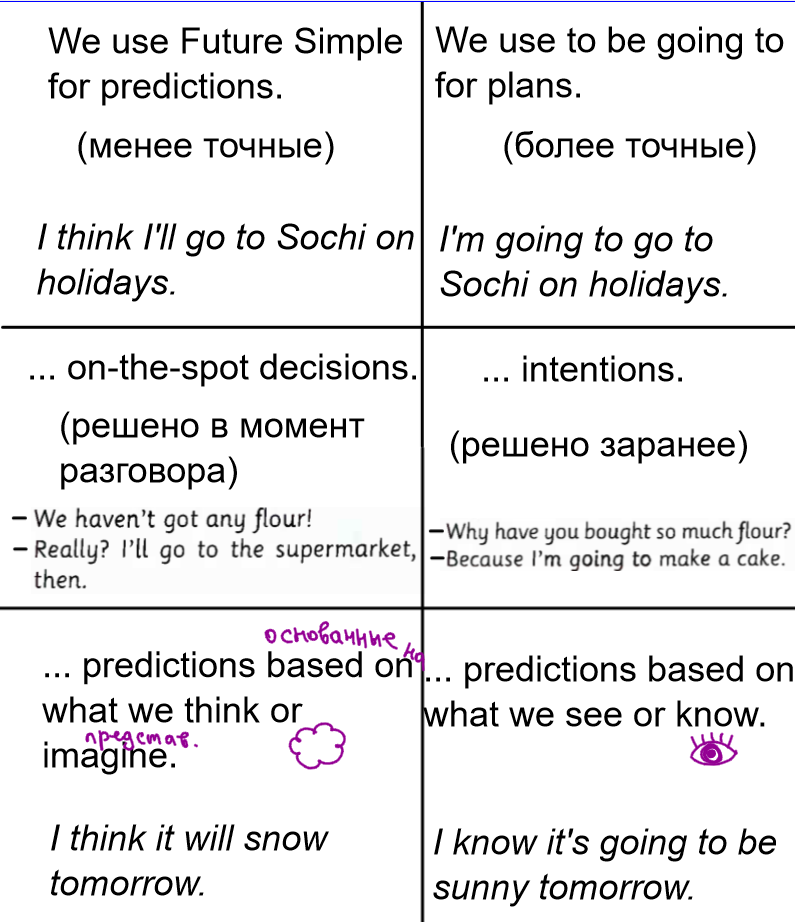 We use Future Simple
for predictions.
(менее точные)
I think I'll go to Sochi on
holidays.
We use to be going to
for plans.
(более точные)
I'm going to go to
Sochi on holidays.
... on-the-spot decisions.
(решено в момент
разговора)
– We haven't got any flour!
– Really? I'll go to the supermarket,
then.
... intentions.
(решено заранее)
–Why have you bought so much flour?
–Because I'm going to make a cake.
основанные на
... predictions based on
what we think or
представ.
imagine.
I think it will snow
tomorrow.
... predictions based on
what we see or know.
I know it's going to be
sunny tomorrow.